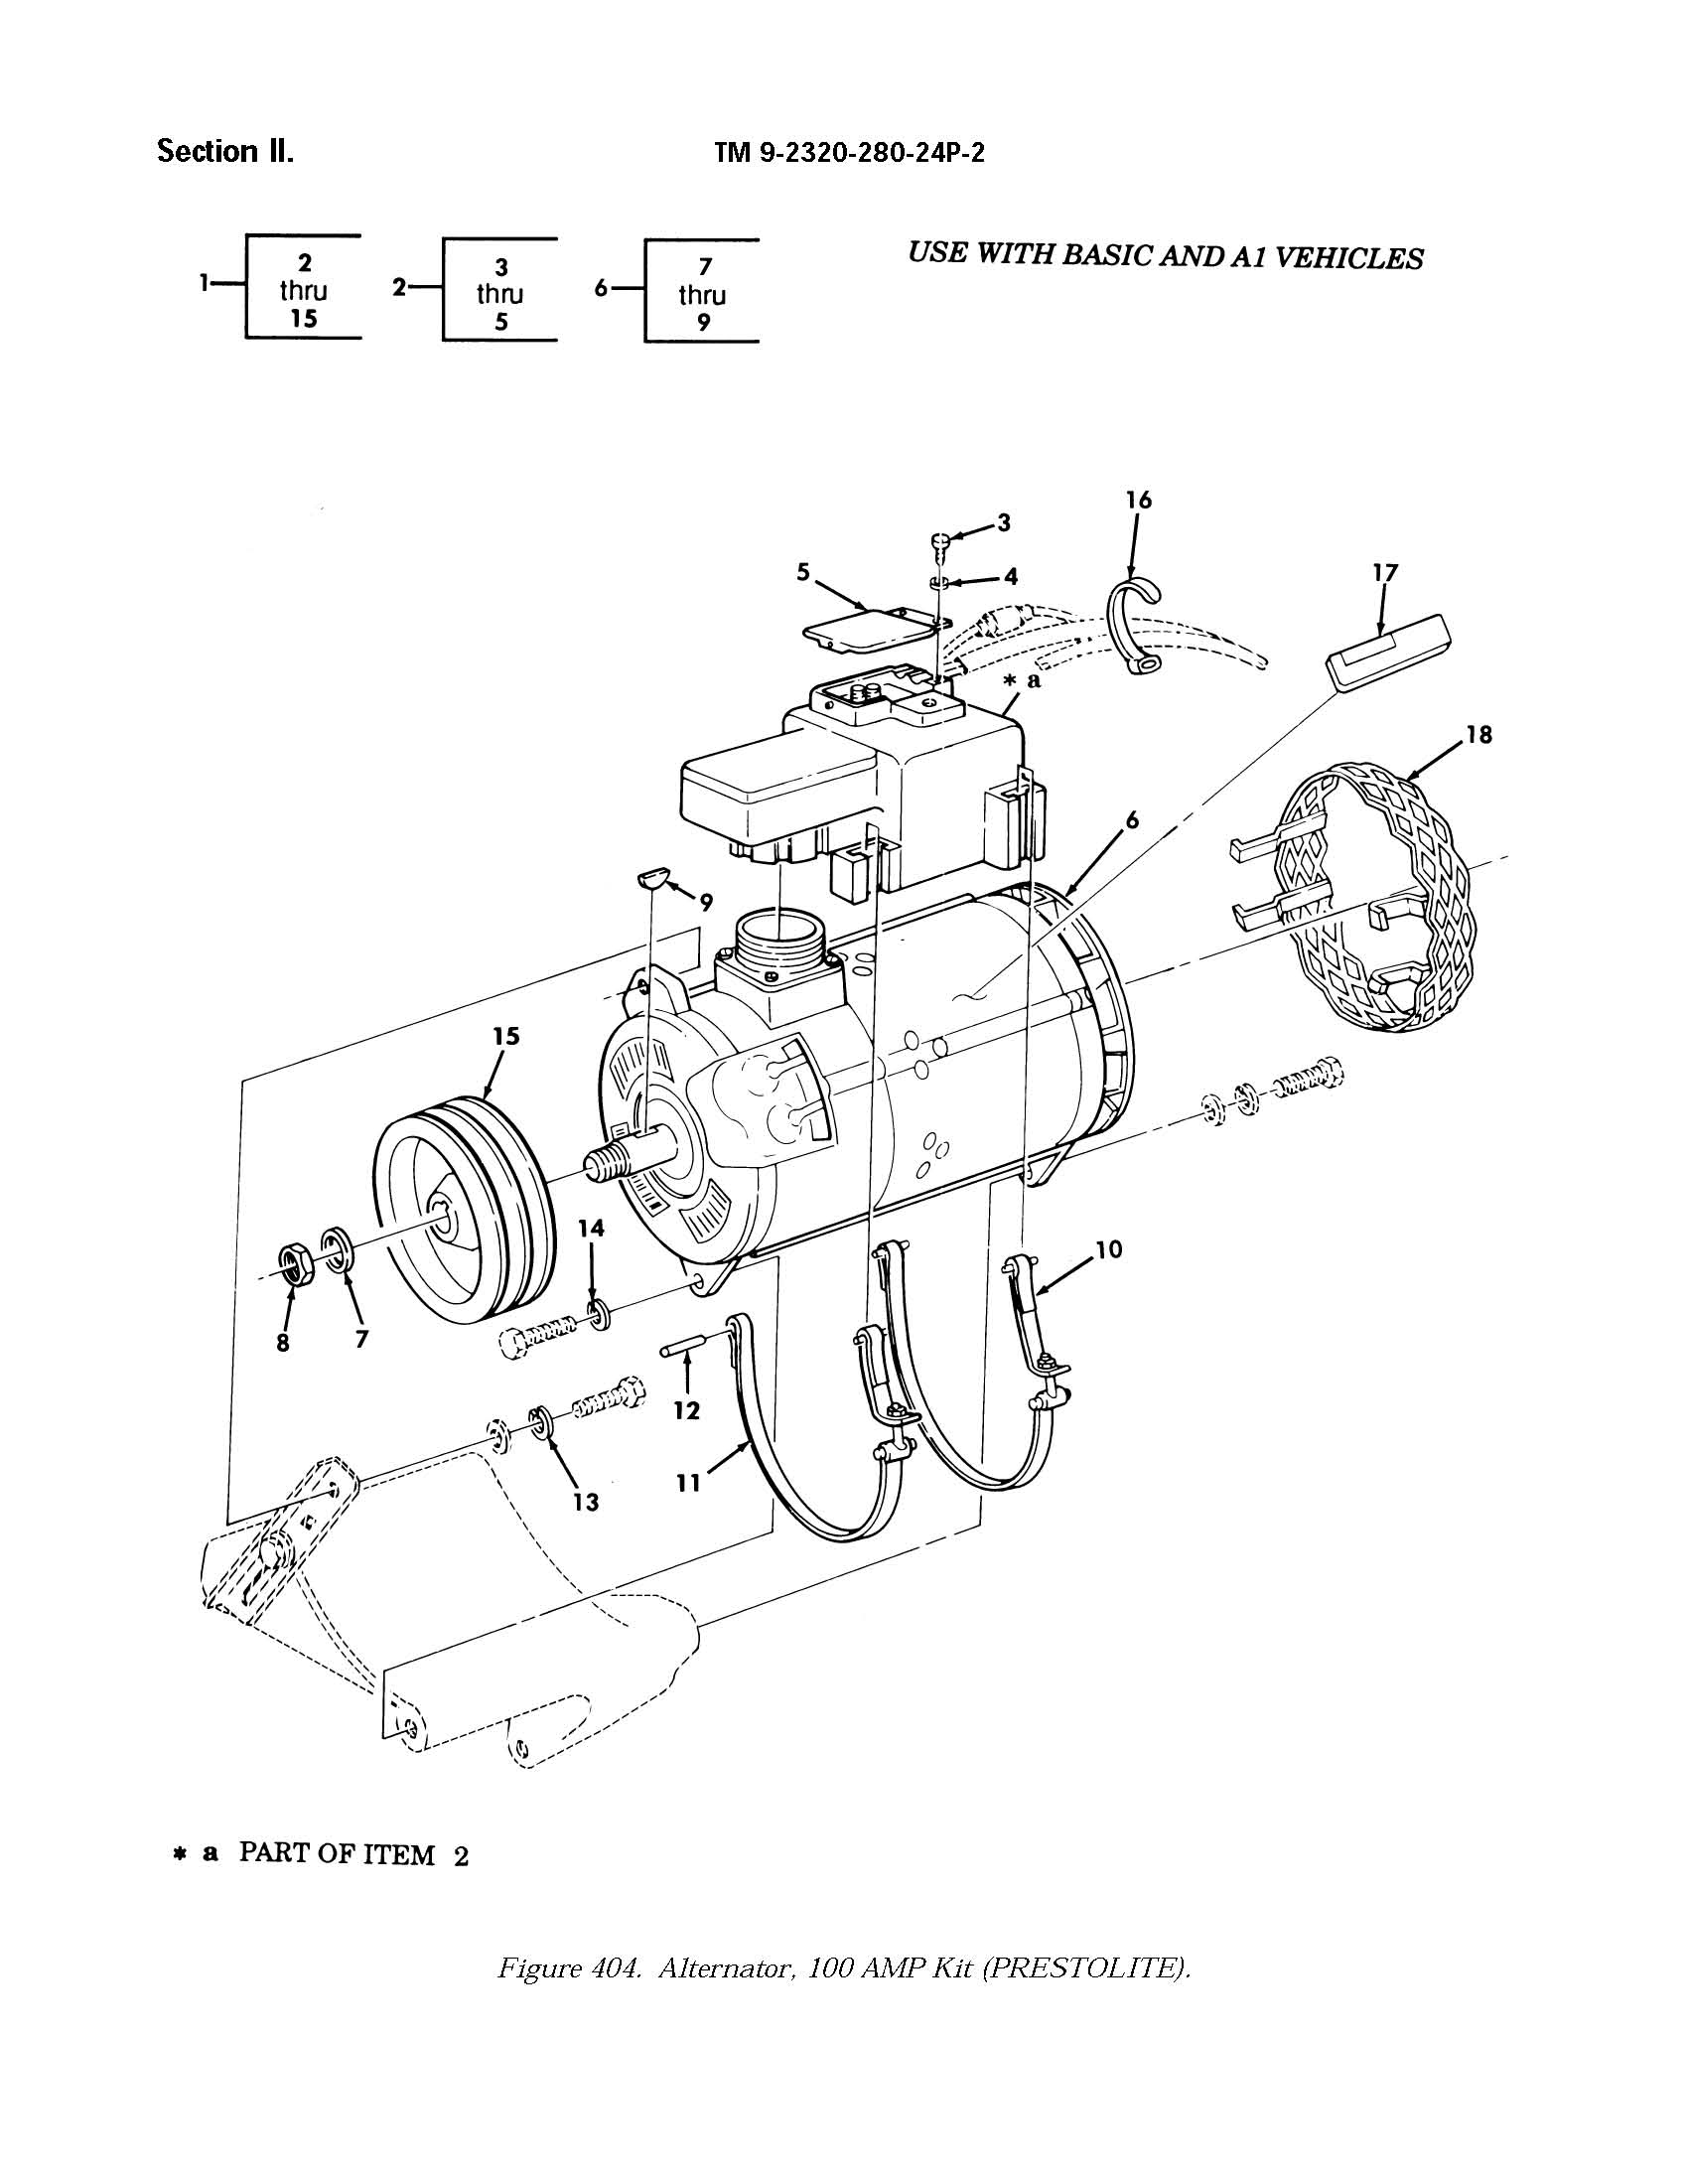 Section II.
TM 9-2320-280-24P-2
USE WITH BASIC AND A1 VEHICLES
1
2
thru
15
2
3
thru
5
6
7
thru
9
16
3
5
4
17
* a
18
6
9
15
14
10
8
7
12
11
13
* a PART OF ITEM 2
Figure 404. Alternator, 100 AMP Kit (PRESTOLITE).